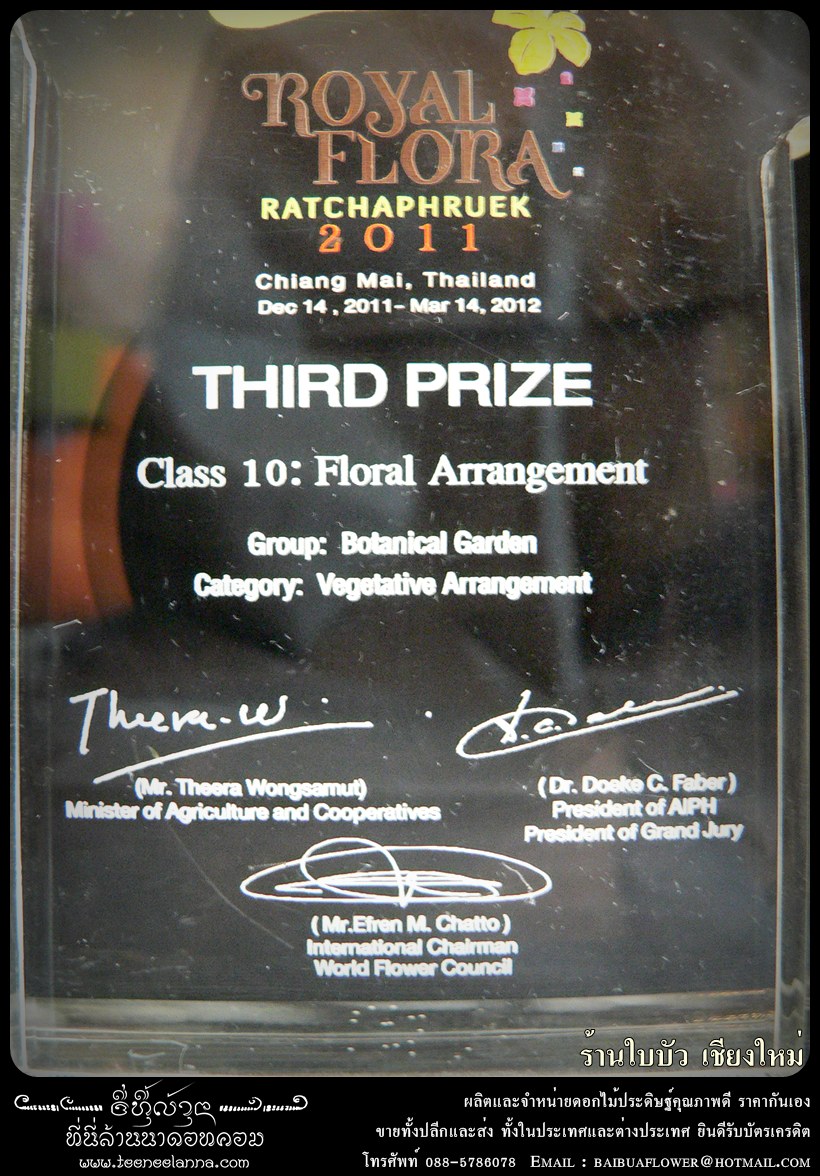 ROYAL
FLORA
RATCHAPHRUEK
2011
Chiang Mai, Thailand
Dec 14 , 2011- Mar 14, 2012
THIRD PRIZE
Class 10: Floral Arrangement
Group: Botanical Garden
Category: Vegetative Arrangement
Theera-W
(Mr. Theera Wongsamut)
Minister of Agriculture and Cooperatives
(Dr. Doeke C. Faber)
President of AIPH
President of Grand Jury
(Mr.Efren M. Chatto)
International Chairman
World Flower Council
ร้านใบบัว เชียงใหม่
ที่นี่ล้านนาดอทคอม
www.teeneelanna.com
ผลิตและจำหน่ายดอกไม้ประดิษฐ์คุณภาพดี ราคากันเอง
ขายทั้งปลีกและส่ง ทั้งในประเทศและต่างประเทศ ยินดีรับบัตรเครดิต
โทรศัพท์ 088-5786078 Email : baibuaflower@hotmail.com